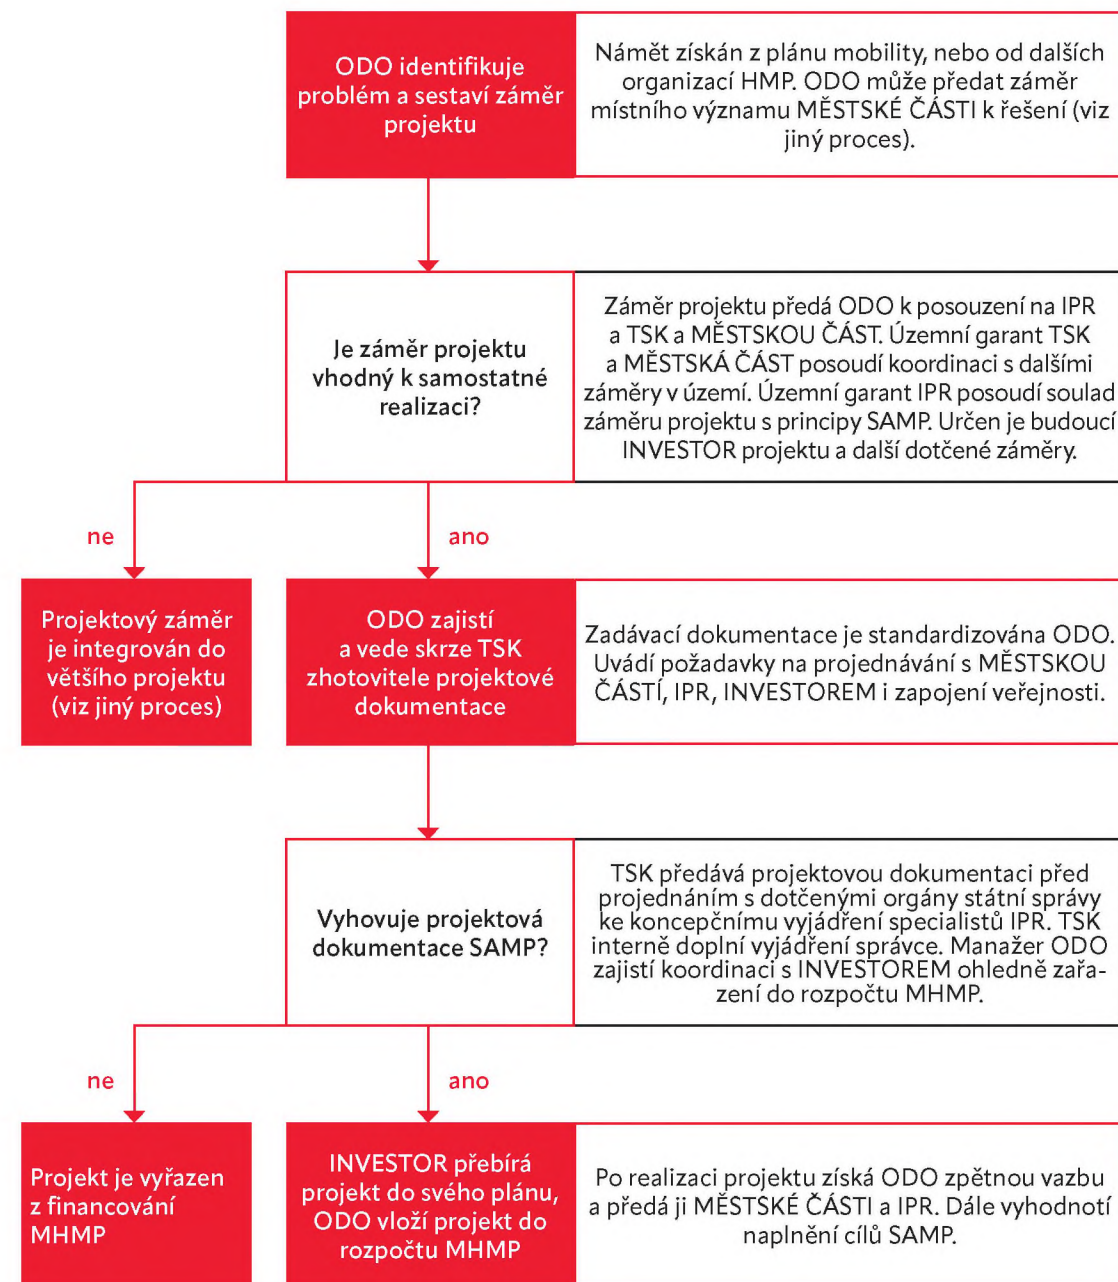 ODO identifikuje
problém a sestaví záměr
projektu
Námět získán z plánu mobility, nebo od dalších
organizací HMP. ODO může předat záměr
místního významu MĚSTSKÉ ČÁSTI k řešení (viz
jiný proces).
Je záměr projektu
vhodný k samostatné
realizaci?
Záměr projektu předá ODO k posouzení na IPR
a TSK a MĚSTSKOU ČÁST. Územní garant TSK
a MĚSTSKÁ ČÁST posoudí koordinaci s dalšími
záměry v území. Územní garant IPR posoudí soulad
záměru projektu s principy SAMP. Určen je budoucí
INVESTOR projektu a další dotčené záměry.
ne
ano
Projektový záměr
je integrován do
většího projektu
(viz jiný proces)
ODO zajistí
a vede skrze TSK
zhotovitele projektové
dokumentace
Zadávací dokumentace je standardizována ODO.
Uvádí požadavky na projednávání s MĚSTSKOU
ČÁSTÍ, IPR, INVESTOREM i zapojení veřejnosti.
Vyhovuje projektová
dokumentace SAMP?
TSK předává projektovou dokumentaci před
projednáním s dotčenými orgány státní správy
ke koncepčnímu vyjádření specialistů IPR. TSK
interně doplní vyjádření správce. Manažer ODO
zajistí koordinaci s INVESTOREM ohledně zařa-
zení do rozpočtu MHMP.
ne
ano
Projekt je vyřazen
z financování
MHMP
INVESTOR přebírá
projekt do svého plánu,
ODO vloží projekt do
rozpočtu MHMP
Po realizaci projektu získá ODO zpětnou vazbu
a předá ji MĚSTSKÉ ČÁSTI a IPR. Dále vyhodnotí
naplnění cílů SAMP.